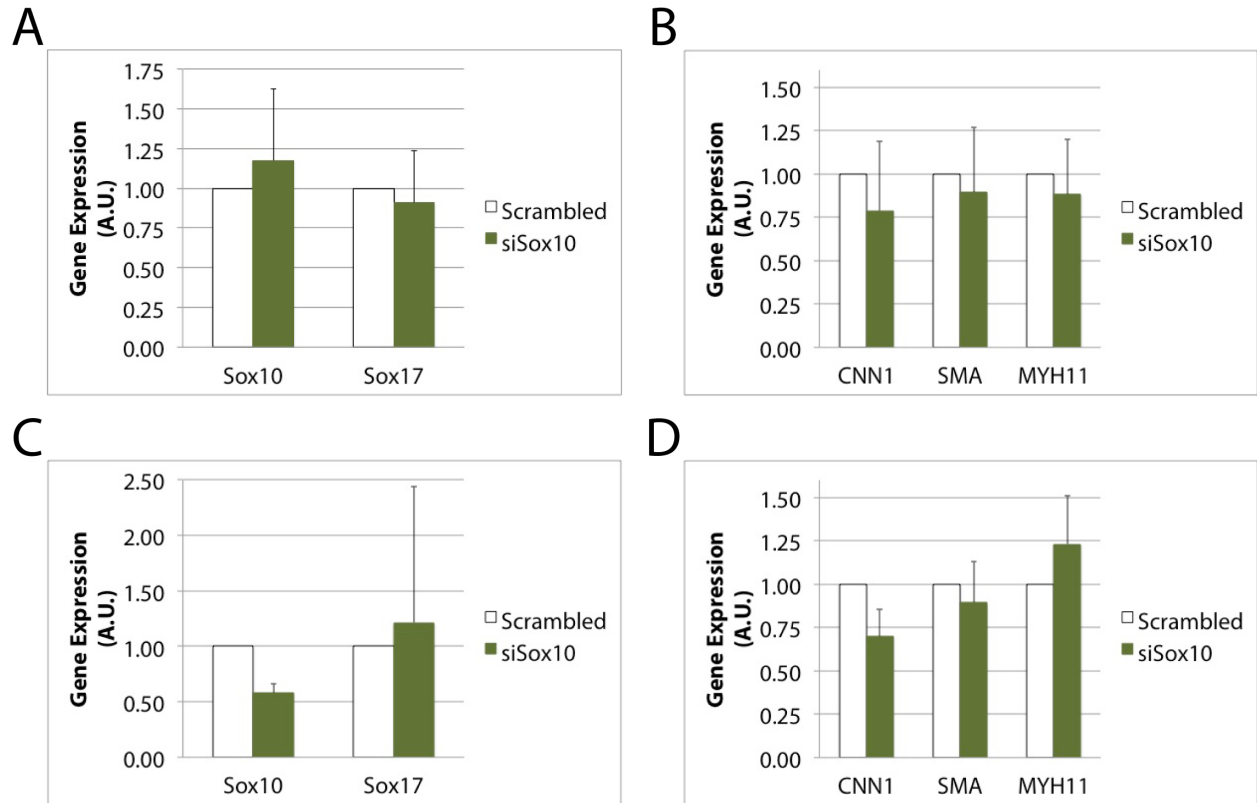 A
1.75
1.50
1.25
1.00
0.75
0.50
0.25
0.00
Gene Expression
(A.U.)
Sox10 Sox17
Scrambled
siSox10
B
1.50
1.25
1.00
0.75
0.50
0.25
0.00
Gene Expression
(A.U.)
CNN1 SMA MYH11
Scrambled
siSox10
C
2.50
2.00
1.50
1.00
0.50
0.00
Gene Expression
(A.U.)
Sox10 Sox17
Scrambled
siSox10
D
1.50
1.25
1.00
0.75
0.50
0.25
0.00
Gene Expression
(A.U.)
CNN1 SMA MYH11
Scrambled
siSox10